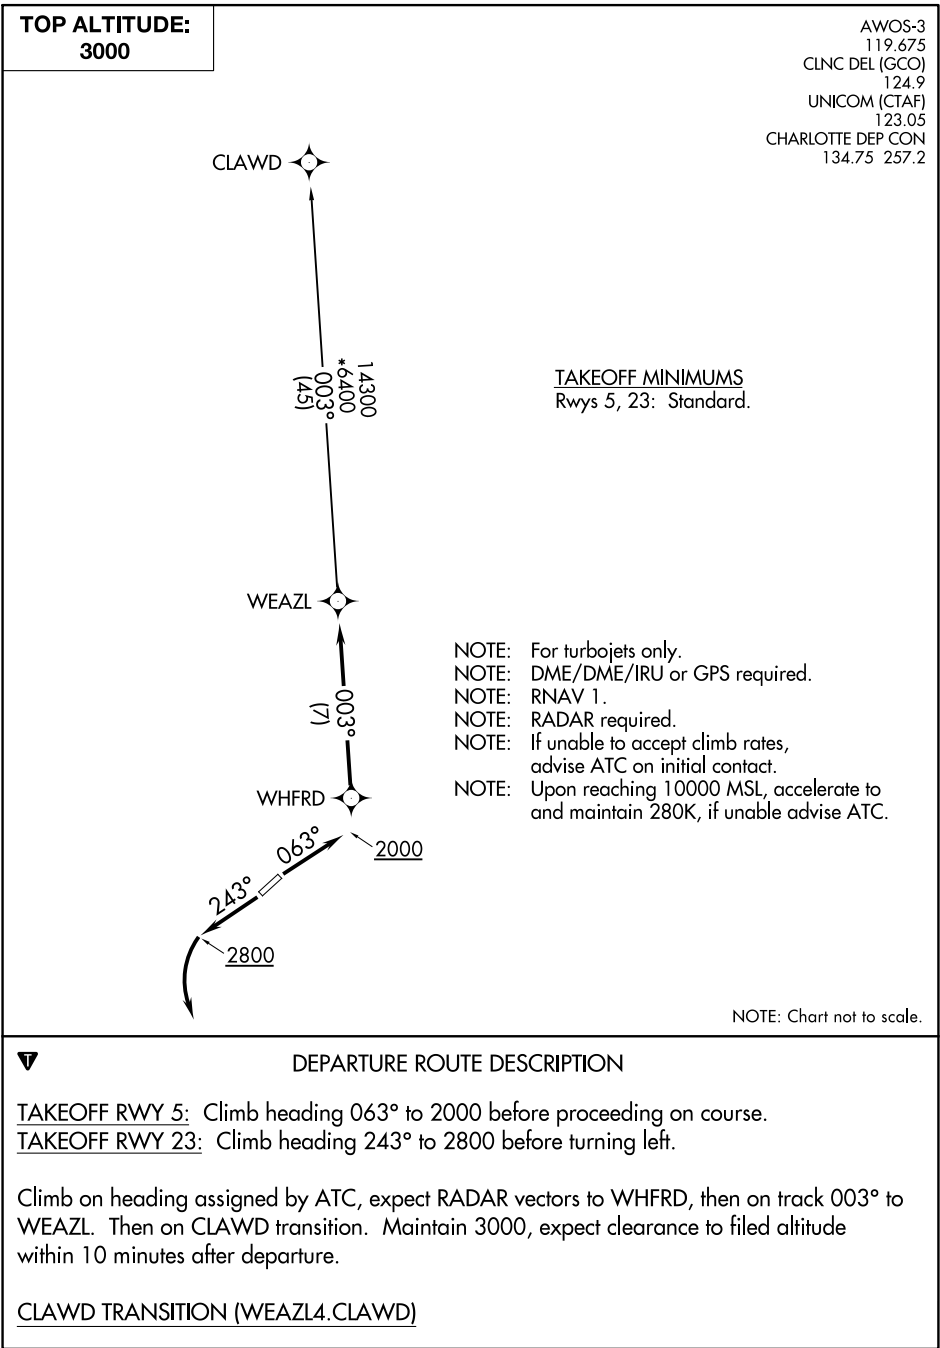 TOP ALTITUDE:
3000
AWOS-3
119.675
CLNC DEL (GCO)
124.9
UNICOM (CTAF)
123.05
CHARLOTTE DEP CON
134.75 257.2
CLAWD
14300
*6400
003°
(45)
TAKEOFF MINIMUMS
Rwys 5, 23: Standard.
WEAZL
003°
(7)
NOTE: For turbojets only.
NOTE: DME/DME/IRU or GPS required.
NOTE: RNAV 1.
NOTE: RADAR required.
NOTE: If unable to accept climb rates,
advise ATC on initial contact.
NOTE: Upon reaching 10000 MSL, accelerate to
and maintain 280K, if unable advise ATC.
WHFRD
063°
2000
243°
2800
NOTE: Chart not to scale.
T
DEPARTURE ROUTE DESCRIPTION
TAKEOFF RWY 5: Climb heading 063° to 2000 before proceeding on course.
TAKEOFF RWY 23: Climb heading 243° to 2800 before turning left.
Climb on heading assigned by ATC, expect RADAR vectors to WHFRD, then on track 003° to
WEAZL. Then on CLAWD transition. Maintain 3000, expect clearance to filed altitude
within 10 minutes after departure.
CLAWD TRANSITION (WEAZL4.CLAWD)